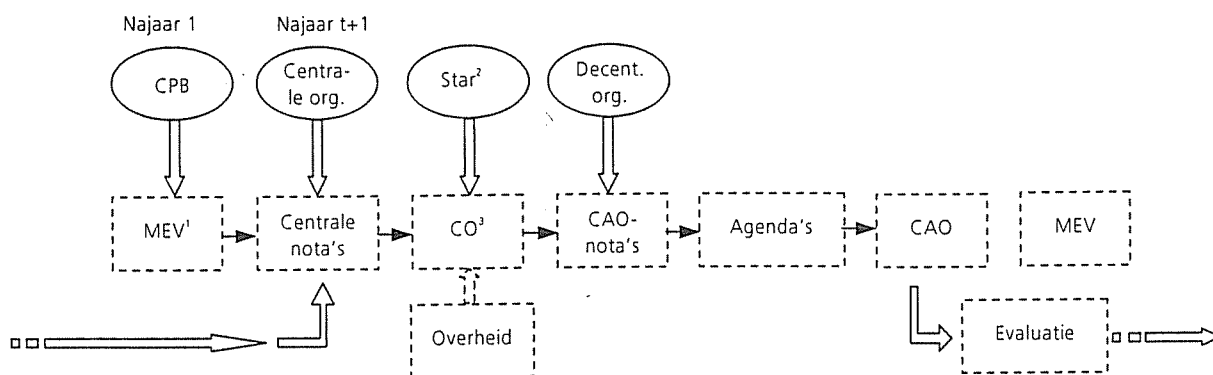 Najaar 1
Najaar t+1
CPB
Centra-
le org.
Star²
Decent.
org.
MEV¹
Centrale
nota's
CO³
CAO-
nota's
Agenda's
CAO
MEV
Overheid
Evaluatie